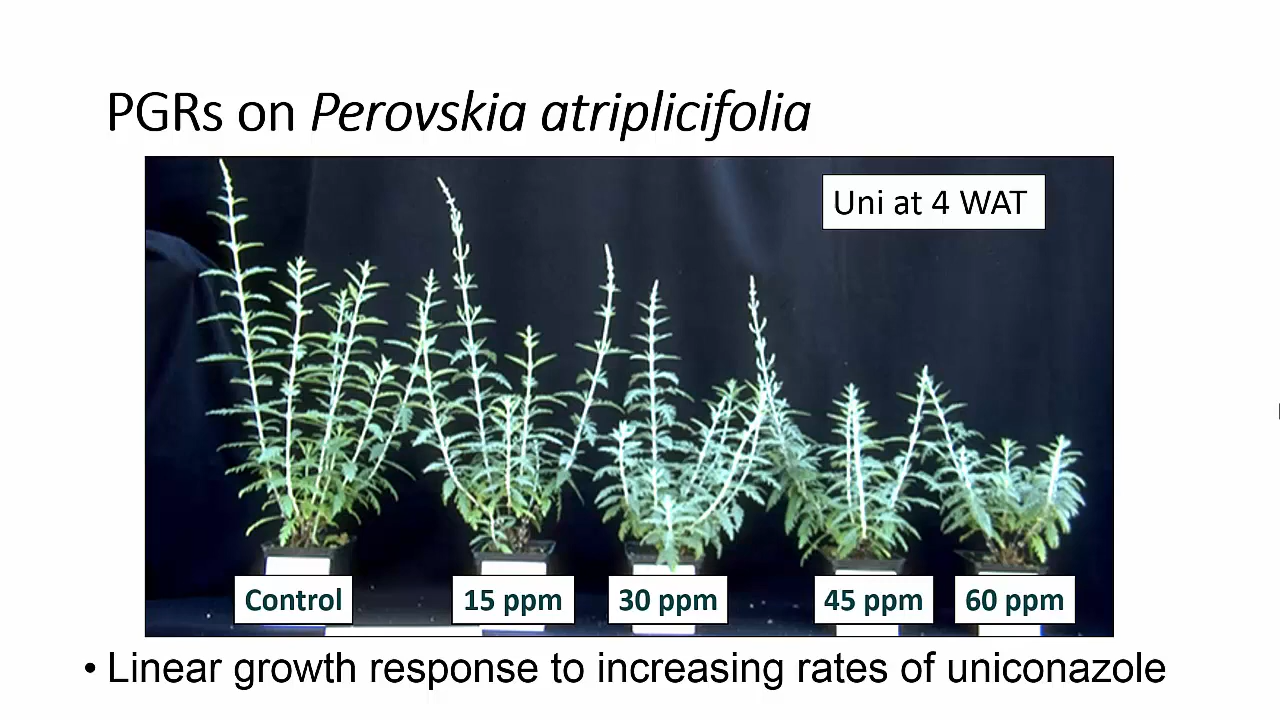 PGRs on Perovskia atriplicifolia
Uni at 4 WAT
Control 15 ppm 30 ppm 45 ppm 60 ppm
• Linear growth response to increasing rates of uniconazole